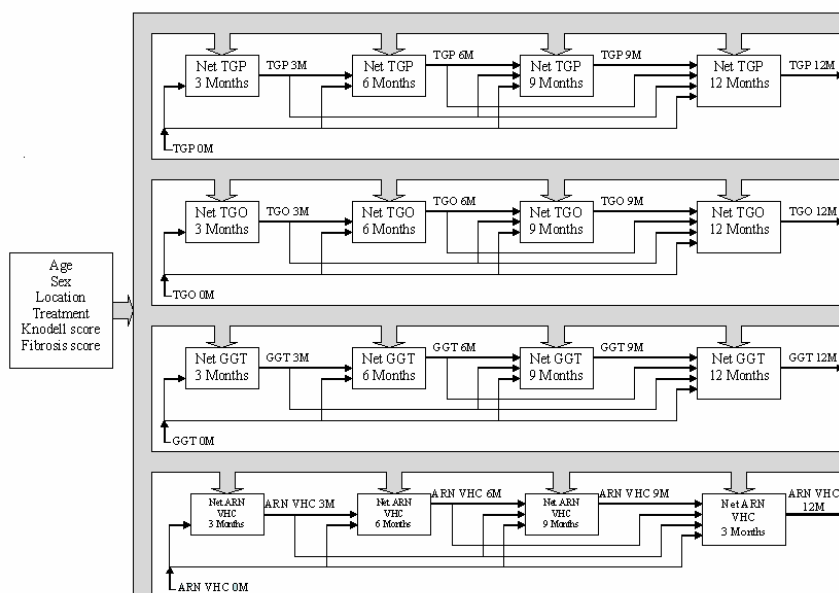 Age
Sex
Location
Treatment
Knodell score
Fibrosis score
Net TGP
3 Months
TGP 3M
Net TGP
6 Months
TGP 6M
Net TGP
9 Months
TGP 9M
Net TGP
12 Months
TGP 12M
TGP 0M
Net TGO
3 Months
TGO 3M
Net TGO
6 Months
TGO 6M
Net TGO
9 Months
TGO 9M
Net TGO
12 Months
TGO 12M
TGO 0M
Net GGT
3 Months
GGT 3M
Net GGT
6 Months
GGT 6M
Net GGT
9 Months
GGT 9M
Net GGT
12 Months
GGT 12M
GGT 0M
Net ARN
VHC
3 Months
ARN VHC 3M
Net ARN
VHC
6 Months
ARN VHC 6M
Net ARN
VHC
9 Months
ARN VHC 9M
Net ARN
VHC
3 Months
ARN VHC
12M
ARN VHC 0M